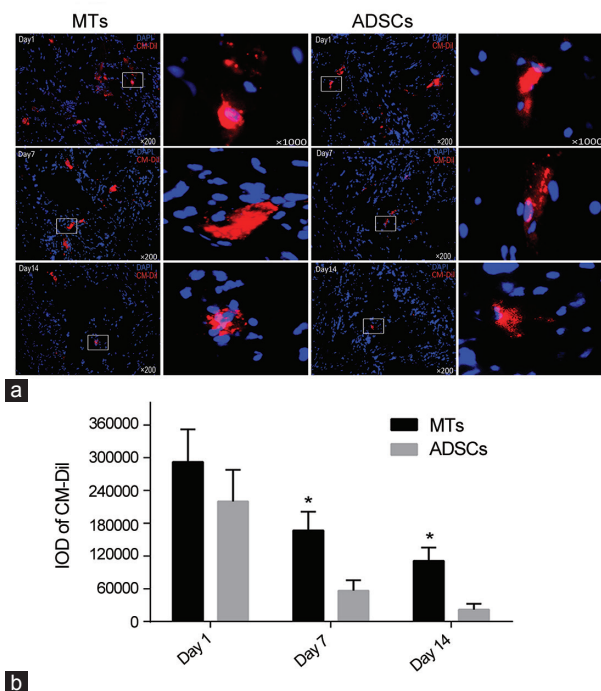 MTs ADSCs
Day1 DAPI CM-Dil ×200
×1000
Day1 DAPI CM-Dil ×200
×1000
Day7 DAPI CM-Dil ×200
Day7 DAPI CM-Dil ×200
Day14 DAPI CM-Dil ×200
Day14 DAPI CM-Dil ×200
a
IOD of CM-Dil
360000
300000
240000
180000
120000
60000
0
MTs
ADSCs
*
*
Day 1
Day 7
Day 14
b